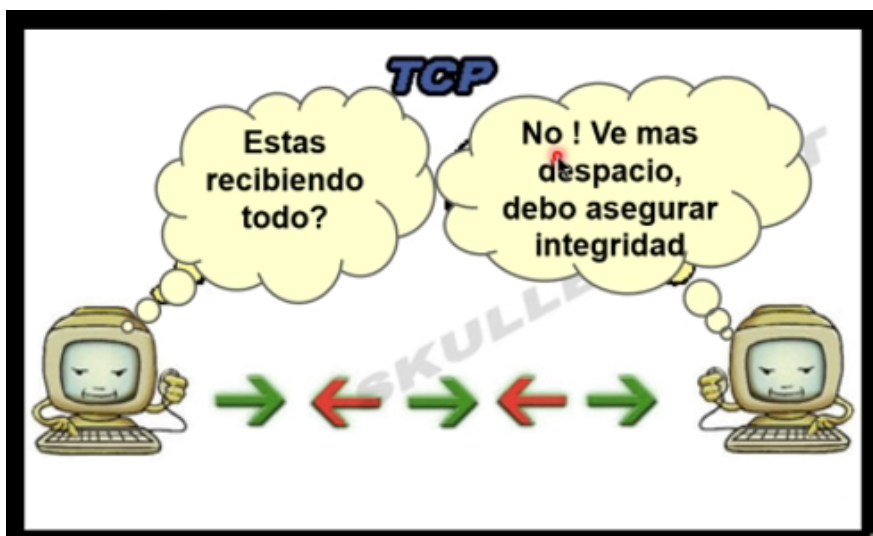 TCP
Estas
recibiendo
todo?
No ! Ve mas
despacio,
debo asegurar
integridad